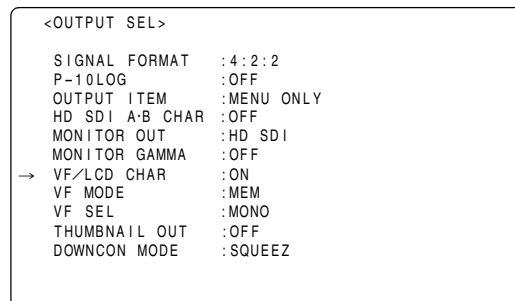 <OUTPUT SEL>
SIGNAL FORMAT :4:2:2
P-10LOG :OFF
OUTPUT ITEM :MENU ONLY
HD SDI A·B CHAR :OFF
MONITOR OUT :HD SDI
MONITOR GAMMA :OFF
→ VF/LCD CHAR :ON
VF MODE :MEM
VF SEL :MONO
THUMBNAIL OUT :OFF
DOWNCON MODE :SQUEEZ